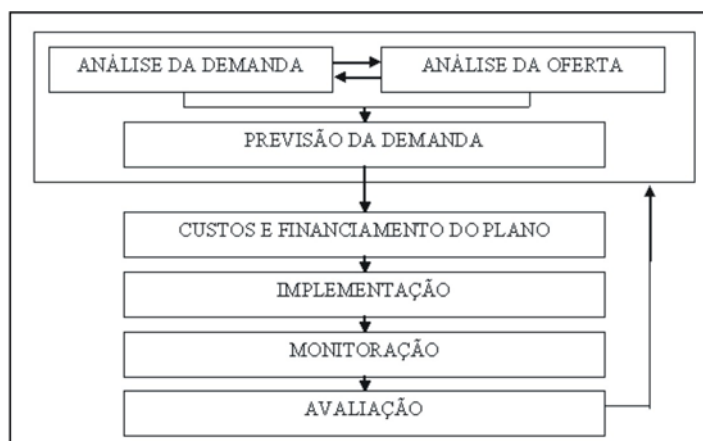 ANÁLISE DA DEMANDA
ANÁLISE DA OFERTA
PREVISÃO DA DEMANDA
CUSTOS E FINANCIAMENTO DO PLANO
IMPLEMENTAÇÃO
MONITORAÇÃO
AVALIAÇÃO